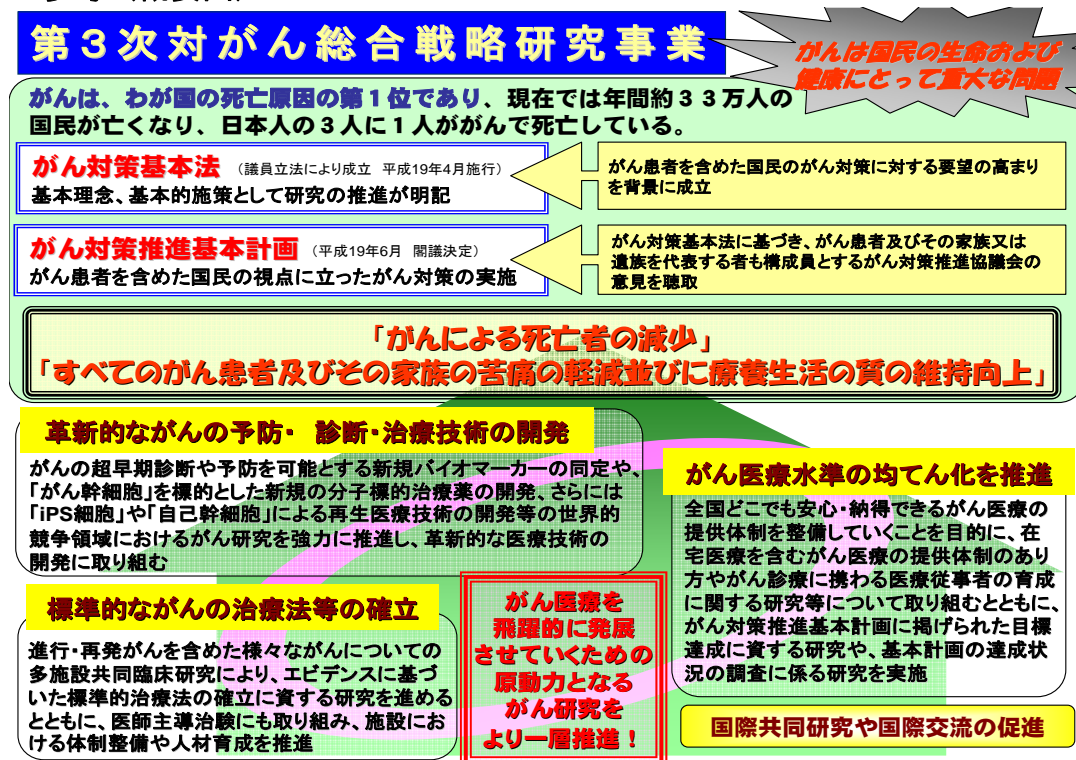 第３次対がん総合戦略研究事業
がんは国民の生命および
健康にとって重大な問題
がんは、わが国の死亡原因の第１位であり、現在では年間約３３万人の
国民が亡くなり、日本人の３人に１人ががんで死亡している。
がん対策基本法 （議員立法により成立　平成19年4月施行）
基本理念、基本的施策として研究の推進が明記
がん患者を含めた国民のがん対策に対する要望の高まり
を背景に成立
がん対策推進基本計画 （平成19年6月　閣議決定）
がん患者を含めた国民の視点に立ったがん対策の実施
がん対策基本法に基づき、がん患者及びその家族又は
遺族を代表する者も構成員とするがん対策推進協議会の
意見を聴取
「がんによる死亡者の減少」
「すべてのがん患者及びその家族の苦痛の軽減並びに療養生活の質の維持向上」
革新的ながんの予防・ 診断・治療技術の開発
がんの超早期診断や予防を可能とする新規バイオマーカーの同定や、
「がん幹細胞」を標的とした新規の分子標的治療薬の開発、さらには
「iPS細胞」や「自己幹細胞」による再生医療技術の開発等の世界的
競争領域におけるがん研究を強力に推進し、革新的な医療技術の
開発に取り組む
標準的ながんの治療法等の確立
進行・再発がんを含めた様々ながんについての
多施設共同臨床研究により、エビデンスに基づ
いた標準的治療法の確立に資する研究を進める
とともに、医師主導治験にも取り組み、施設にお
ける体制整備や人材育成を推進
がん医療を
飛躍的に発展
させていくための
原動力となる
がん研究を
より一層推進！
がん医療水準の均てん化を推進
全国どこでも安心・納得できるがん医療の
提供体制を整備していくことを目的に、在
宅医療を含むがん医療の提供体制のあり
方やがん診療に携わる医療従事者の育成
に関する研究等について取り組むとともに、
がん対策推進基本計画に掲げられた目標
達成に資する研究や、基本計画の達成状
況の調査に係る研究を実施
国際共同研究や国際交流の促進